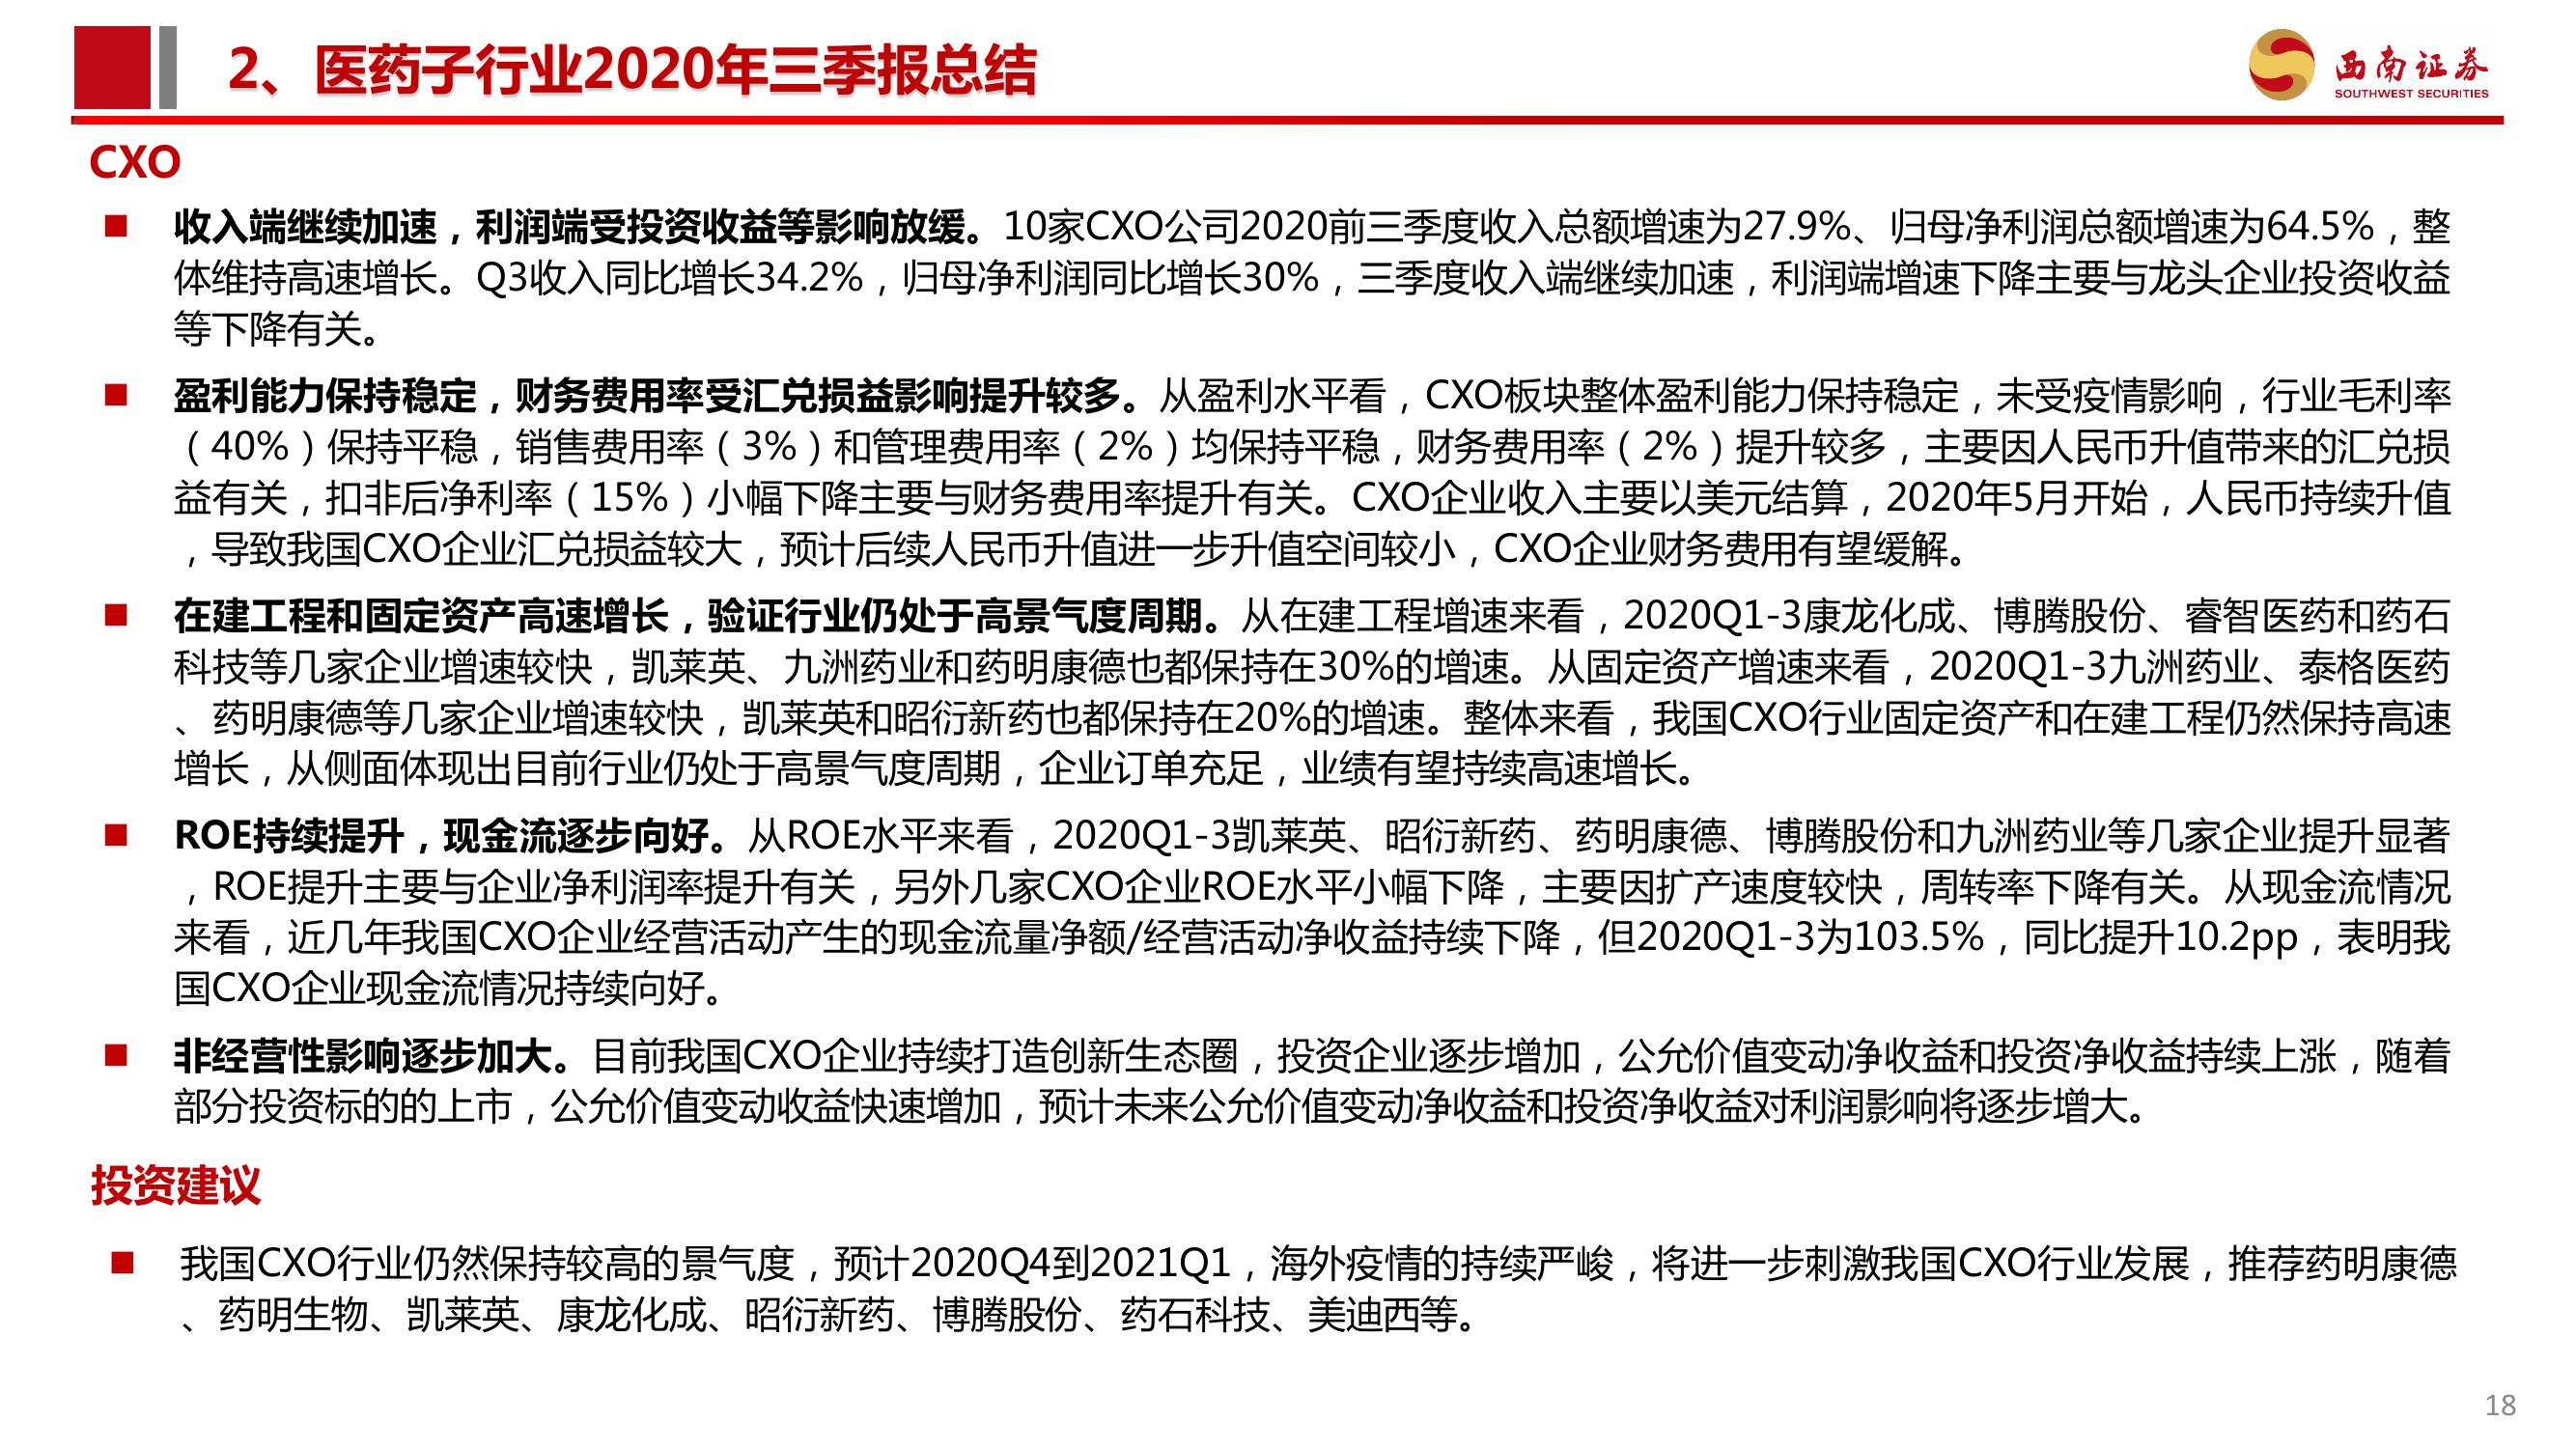 2、医药子行业2020年三季报总结
西南证券
SOUTHWEST SECURITIES
CXO
■ 收入端继续加速，利润端受投资收益等影响放缓。10家CXO公司2020前三季度收入总额增速为27.9%、归母净利润总额增速为64.5%，整
体维持高速增长。Q3收入同比增长34.2%，归母净利润同比增长30%，三季度收入端继续加速，利润端增速下降主要与龙头企业投资收益
等下降有关。
■ 盈利能力保持稳定，财务费用率受汇兑损益影响提升较多。从盈利水平看，CXO板块整体盈利能力保持稳定，未受疫情影响，行业毛利率
（40%）保持平稳，销售费用率（3%）和管理费用率（2%）均保持平稳，财务费用率（2%）提升较多，主要因人民币升值带来的汇兑损
益有关，扣非后净利率（15%）小幅下降主要与财务费用率提升有关。CXO企业收入主要以美元结算，2020年5月开始，人民币持续升值
，导致我国CXO企业汇兑损益较大，预计后续人民币升值进一步升值空间较小，CXO企业财务费用有望缓解。
■ 在建工程和固定资产高速增长，验证行业仍处于高景气度周期。从在建工程增速来看，2020Q1-3康龙化成、博腾股份、睿智医药和药石
科技等几家企业增速较快，凯莱英、九洲药业和药明康德也都保持在30%的增速。从固定资产增速来看，2020Q1-3九洲药业、泰格医药
、药明康德等几家企业增速较快，凯莱英和昭衍新药也都保持在20%的增速。整体来看，我国CXO行业固定资产和在建工程仍然保持高速
增长，从侧面体现出目前行业仍处于高景气度周期，企业订单充足，业绩有望持续高速增长。
■ ROE持续提升，现金流逐步向好。从ROE水平来看，2020Q1-3凯莱英、昭衍新药、药明康德、博腾股份和九洲药业等几家企业提升显著
，ROE提升主要与企业净利润率提升有关，另外几家CXO企业ROE水平小幅下降，主要因扩产速度较快，周转率下降有关。从现金流情况
来看，近几年我国CXO企业经营活动产生的现金流量净额/经营活动净收益持续下降，但2020Q1-3为103.5%，同比提升10.2pp，表明我
国CXO企业现金流情况持续向好。
■ 非经营性影响逐步加大。目前我国CXO企业持续打造创新生态圈，投资企业逐步增加，公允价值变动净收益和投资净收益持续上涨，随着
部分投资标的的上市，公允价值变动收益快速增加，预计未来公允价值变动净收益和投资净收益对利润影响将逐步增大。
投资建议
■ 我国CXO行业仍然保持较高的景气度，预计2020Q4到2021Q1，海外疫情的持续严峻，将进一步刺激我国CXO行业发展，推荐药明康德
、药明生物、凯莱英、康龙化成、昭衍新药、博腾股份、药石科技、美迪西等。
18